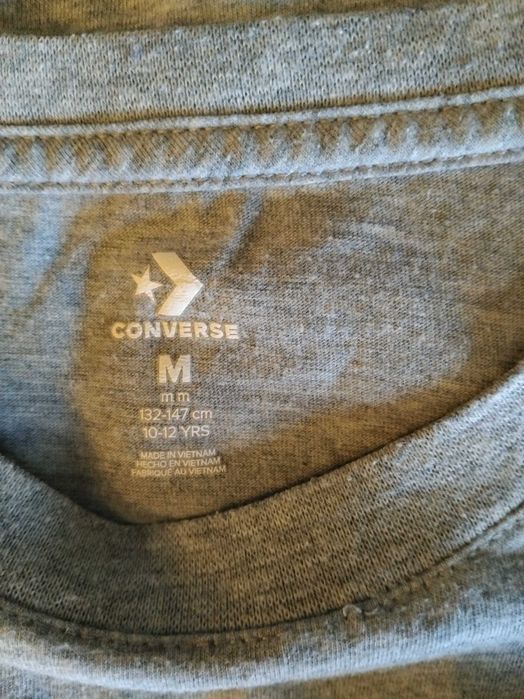 CONVERSE
M
m m
132-147 cm
10-12 YRS
MADE IN VIETNAM
HECHO EN VIETNAM
FABRIQUÉ AU VIETNAM